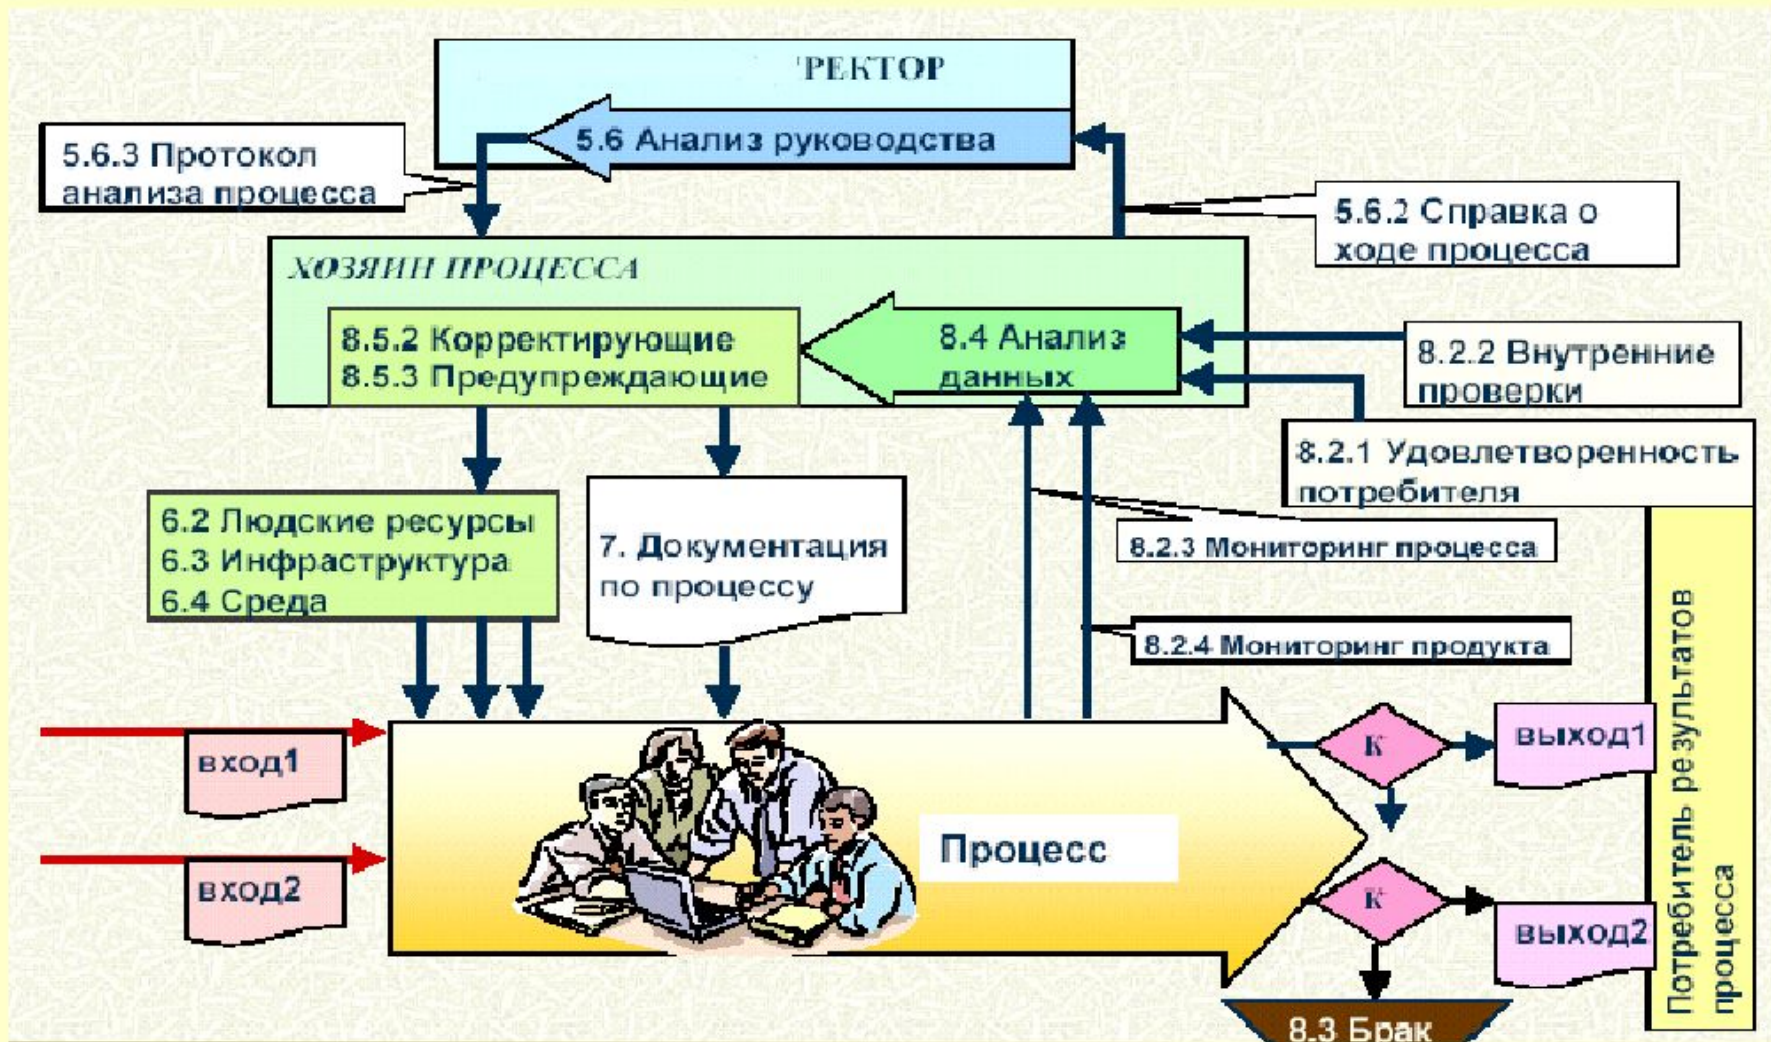 РЕКТОР
5.6 Анализ руководства
5.6.3 Протокол
анализа процесса
5.6.2 Справка о
ходе процесса
ХОЗЯИН ПРОЦЕССА
8.5.2 Корректирующие
8.5.3 Предупреждающие
8.4 Анализ
данных
8.2.2 Внутренние
проверки
8.2.1 Удовлетворенность
потребителя
6.2 Людские ресурсы
6.3 Инфраструктура
6.4 Среда
7. Документация
по процессу
8.2.3 Мониторинг процесса
8.2.4 Мониторинг продукта
вход1
вход2
Процесс
К
выход1
К
выход2
8.3 Брак
Потребитель результатов
процесса